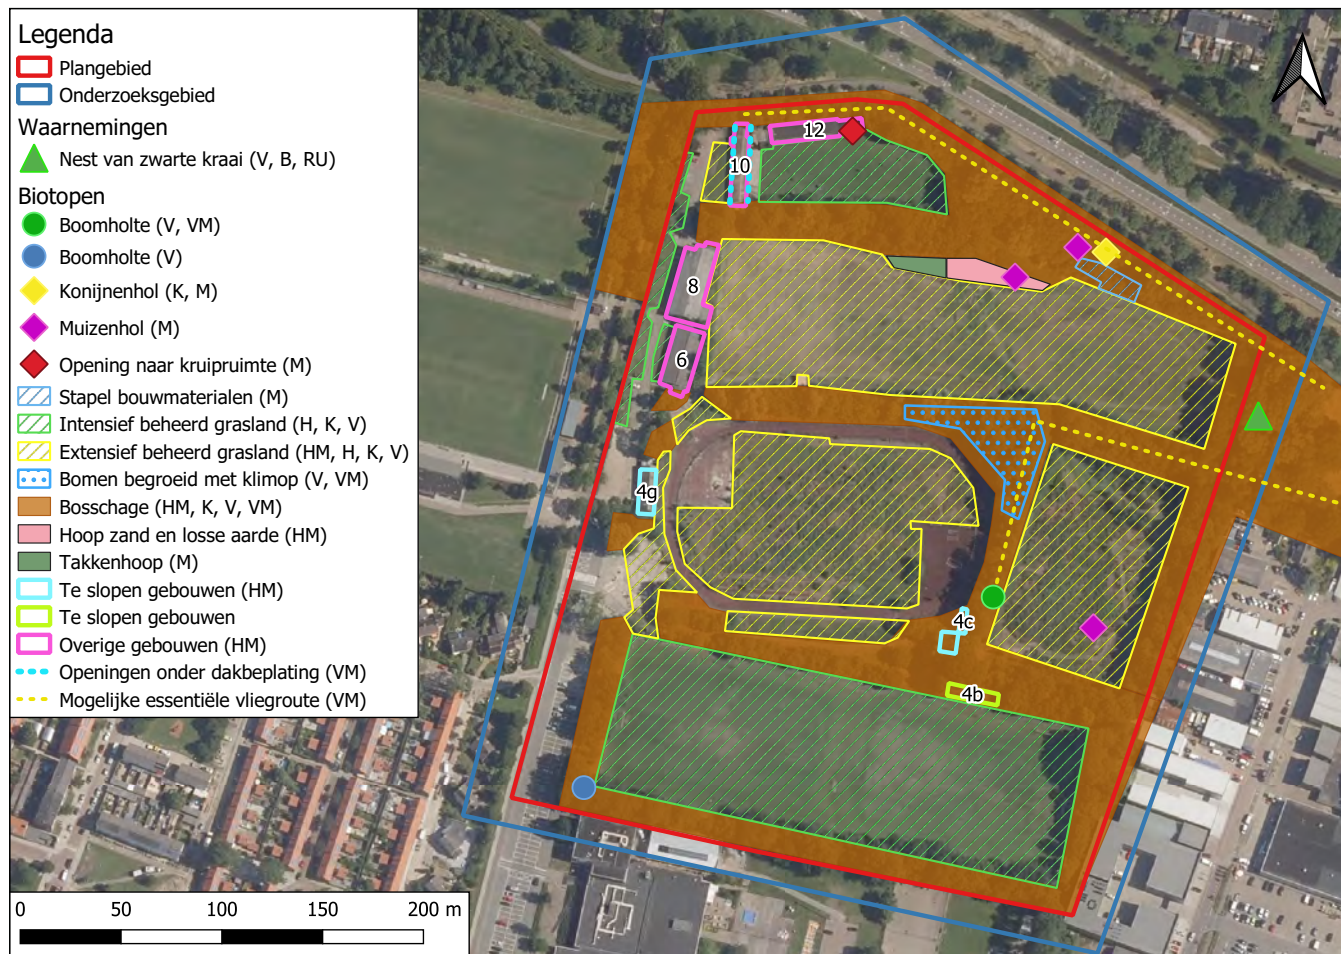 Legenda
Plangebied
Onderzoeksgebied
Waarnemingen
Nest van zwarte kraai (V, B, RU)
Biotopen
Boomholte (V, VM)
Boomholte (V)
Konijnenhol (K, M)
Muizenhol (M)
Opening naar kruipruimte (M)
Stapel bouwmaterialen (M)
Intensief beheerd grasland (H, K, V)
Extensief beheerd grasland (HM, H, K, V)
Bomen begroeid met klimop (V, VM)
Bosschage (HM, K, V, VM)
Hoop zand en losse aarde (HM)
Takkenhoop (M)
Te slopen gebouwen (HM)
Te slopen gebouwen
Overige gebouwen (HM)
Openingen onder dakbeplating (VM)
Mogelijke essentiële vliegroute (VM)
12
10
8
6
4g
4c
4b
0 50 100 150 200 m